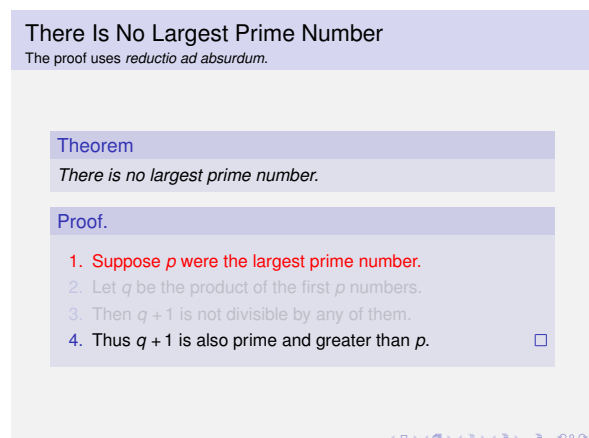 There Is No Largest Prime Number
The proof uses reductio ad absurdum.
Theorem
There is no largest prime number.
Proof.
1. Suppose p were the largest prime number.
2. Let q be the product of the first p numbers.
3. Then q + 1 is not divisible by any of them.
4. Thus q + 1 is also prime and greater than p.